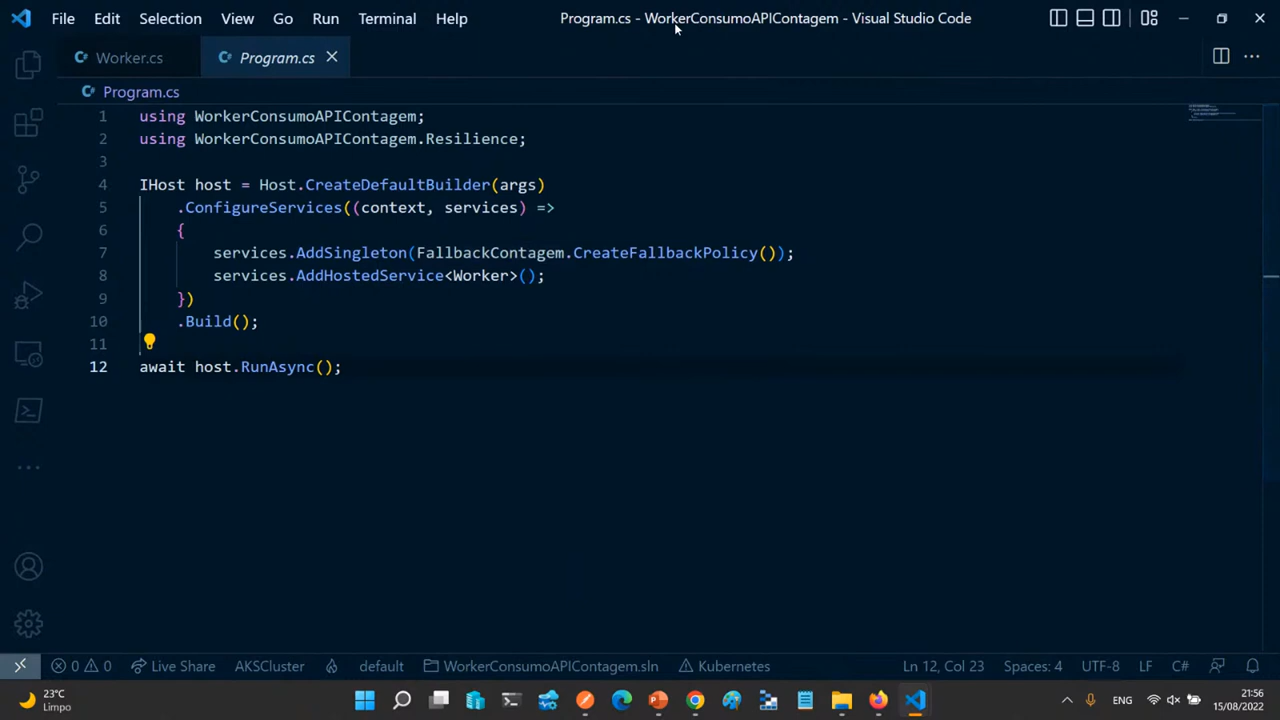 File Edit Selection View Go Run Terminal Help Program.cs - WorkerConsumoAPIContagem - Visual Studio Code
Worker.cs Program.cs
Program.cs
1 using WorkerConsumoAPIContagem;
2 using WorkerConsumoAPIContagem.Resilience;
3
4 IHost host = Host.CreateDefaultBuilder(args)
5 .ConfigureServices((context, services) =>
6 {
7 services.AddSingleton(FallbackContagem.CreateFallbackPolicy());
8 services.AddHostedService<Worker>();
9 })
10 .Build();
11
12 await host.RunAsync();
0 0 Live Share AKSCluster default WorkerConsumoAPIContagem.sln Kubernetes Ln 12, Col 23 Spaces: 4 UTF-8 LF C#
23°C
Limpo
ENG
21:56
15/08/2022